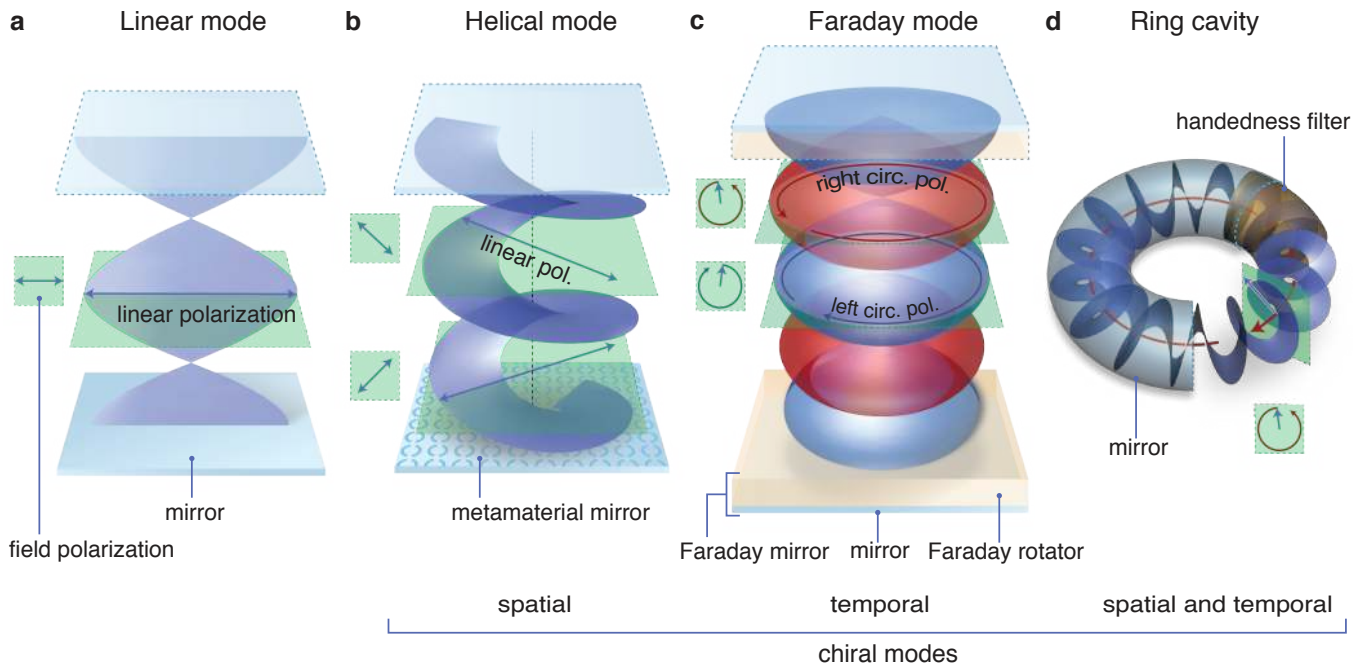 a Linear mode
b Helical mode
c Faraday mode
d Ring cavity
handedness filter
right circ. pol.
linear pol.
linear polarization
left circ. pol.
mirror
mirror
metamaterial mirror
field polarization
Faraday mirror
mirror
Faraday rotator
spatial
temporal
spatial and temporal
chiral modes